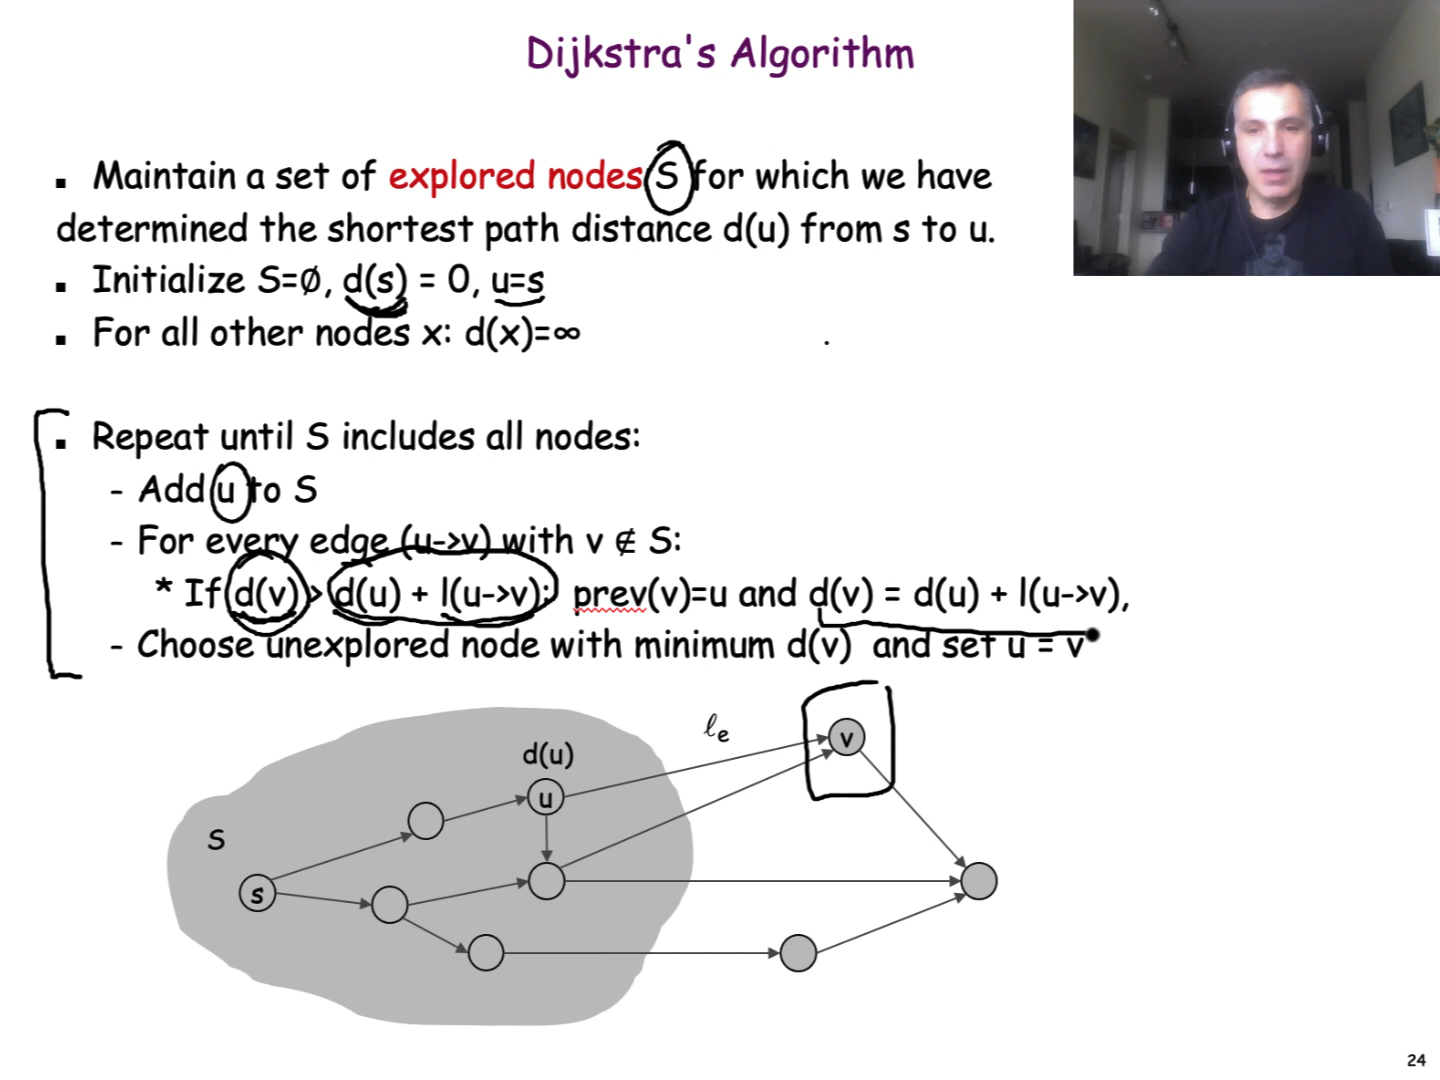 Dijkstra's Algorithm
▪ Maintain a set of explored nodes S for which we have
determined the shortest path distance d(u) from s to u.
▪ Initialize S=∅, d(s) = 0, u=s
▪ For all other nodes x: d(x)=∞
▪ Repeat until S includes all nodes:
- Add u to S
- For every edge (u->v) with v ∉ S:
* If d(v) > d(u) + l(u->v): prev(v)=u and d(v) = d(u) + l(u->v),
- Choose unexplored node with minimum d(v) and set u = v
ℓe
v
d(u)
u
S
s
24